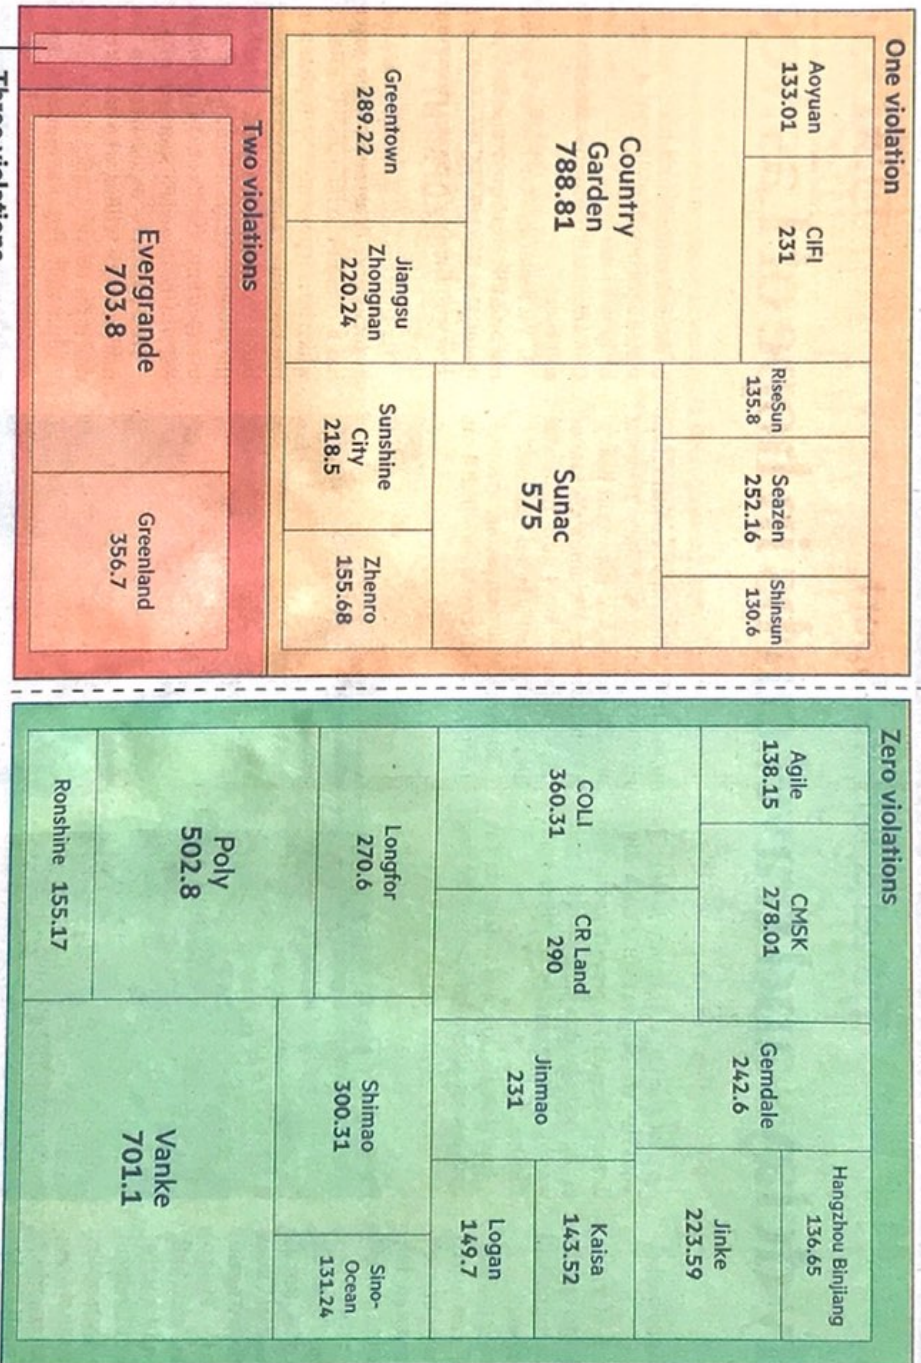 One violation
Aoyuan
133.01
CIFI
231
RiseSun
135.8
Seazen
252.16
Shinsun
130.6
Country
Garden
788.81
Sunac
575
Greentown
289.22
Jiangsu
Zhongnan
220.24
Sunshine
City
218.5
Zhenro
155.68
Two violations
Evergrande
703.8
Greenland
356.7
Three violations
Zero violations
Agile
138.15
CMSK
278.01
Gemdale
242.6
Hangzhou Binjiang
136.65
Jinke
223.59
COLI
360.31
CR Land
290
Jinmao
231
Kaisa
143.52
Logan
149.7
Longfor
270.6
Shimao
300.31
Sino-
Ocean
131.24
Poly
502.8
Vanke
701.1
Ronshine 155.17